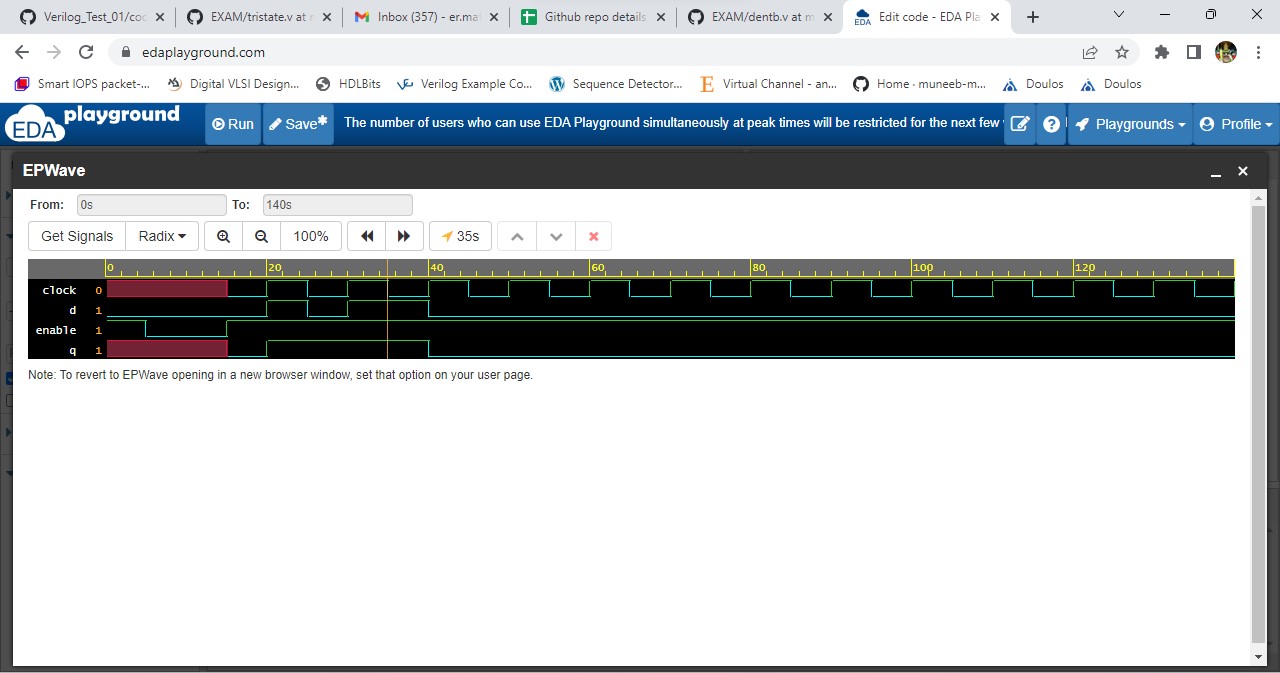 Verilog_Test_01/coc
EXAM/tristate.v at m
Inbox (357) - er.mat
Github repo details
EXAM/dentb.v at m
EDA Edit code - EDA Pla
edaplayground.com
Smart IOPS packet-... Digital VLSI Design... HDLBits Verilog Example Co... Sequence Detector... Virtual Channel - an... Home · muneeb-m... Doulos Doulos
EDA playground Run Save* The number of users who can use EDA Playground simultaneously at peak times will be restricted for the next few Playgrounds Profile
EPWave
From: 0s To: 140s
Get Signals Radix 100% 35s
0 20 40 60 80 100 120
clock 0
d 1
enable 1
q 1
Note: To revert to EPWave opening in a new browser window, set that option on your user page.